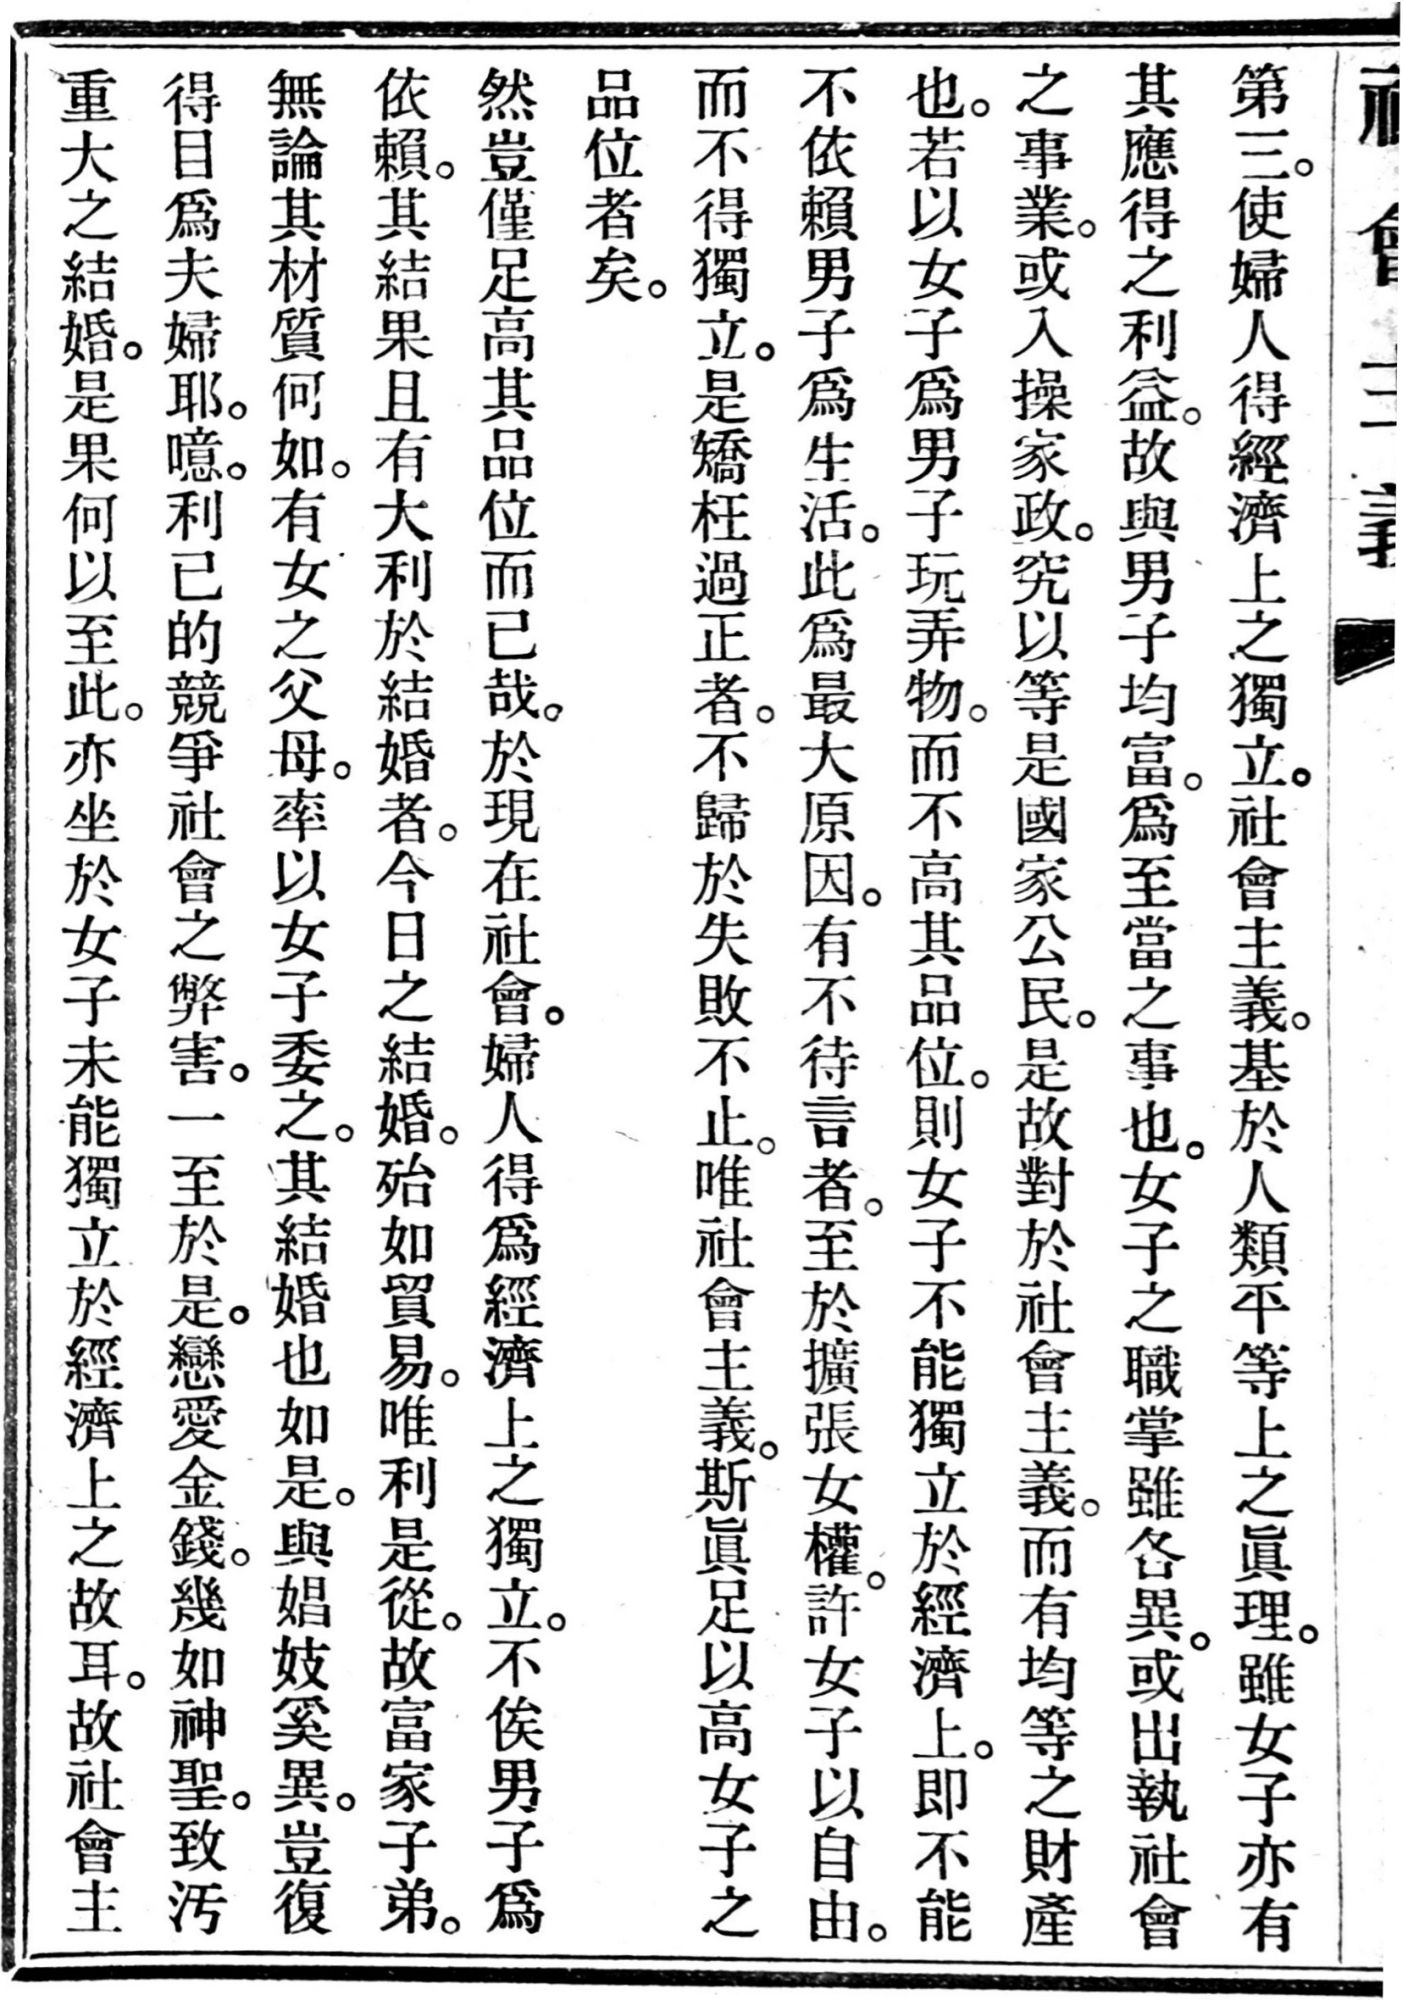 社會主義
第三。使婦人得經濟上之獨立。社會主義。基於人類平等上之眞理。雖女子亦有
其應得之利益。故與男子均富。爲至當之事也。女子之職掌雖各異。或出執社會
之事業。或入操家政。究以等是國家公民。是故對於社會主義。而有均等之財產
也。若以女子爲男子玩弄物。而不高其品位。則女子不能獨立於經濟上。即不能
不依賴男子爲生活。此爲最大原因。有不待言者。至於擴張女權。許女子以自由。
而不得獨立。是矯枉過正者。不歸於失敗不止。唯社會主義。斯眞足以高女子之
品位者矣。
然豈僅足高其品位而已哉。於現在社會。婦人得爲經濟上之獨立。不俟男子爲
依賴。其結果且有大利於結婚者。今日之結婚。殆如貿易。唯利是從。故富家子弟。
無論其材質何如。有女之父母。率以女子委之。其結婚也如是。與娼妓奚異。豈復
得目爲夫婦耶。噫。利己的競爭社會之弊害。一至於是。戀愛金錢。幾如神聖。致汚
重大之結婚。是果何以至此。亦坐於女子未能獨立於經濟上之故耳。故社會主